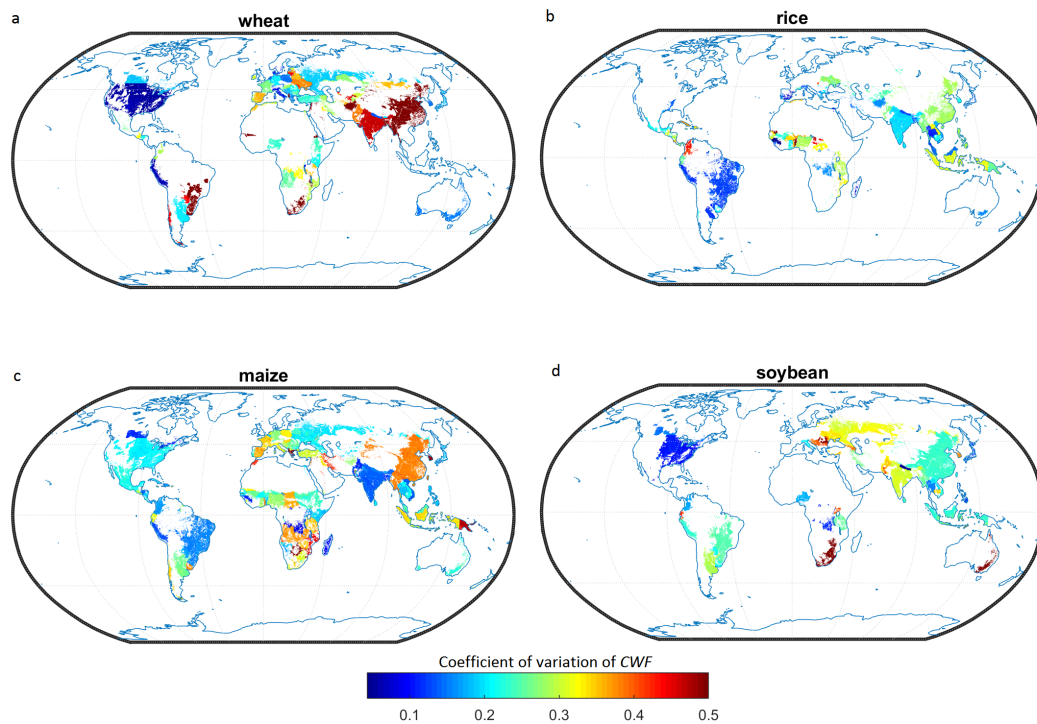 a
wheat
b
rice
c
maize
d
soybean
Coefficient of variation of CWF
0.1 0.2 0.3 0.4 0.5